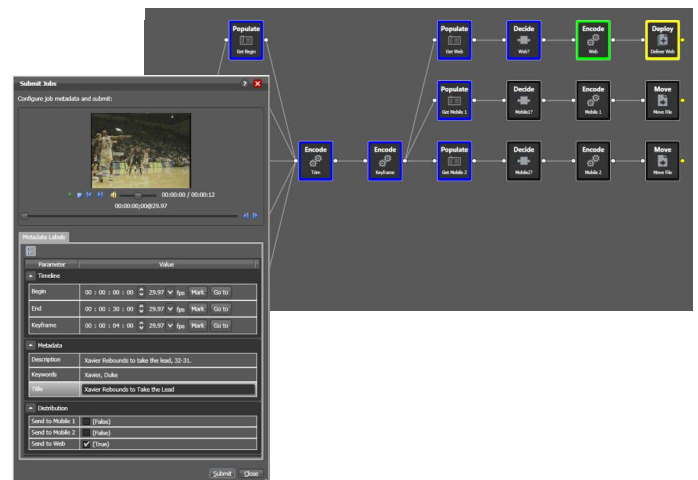 Populate
Get Begin
Populate
Get Web
Decide
Web?
Encode
Web
Deploy
Deliver Web
Populate
Get Mobile 1
Decide
Mobile1?
Encode
Mobile 1
Move
Move File
Encode
Trim
Encode
Keyframe
Populate
Get Mobile 2
Decide
Mobile2?
Encode
Mobile 2
Move
Move File
Submit Jobs
?
X
Configure job metadata and submit:
00:00:00 / 00:00:12
00:00:00;00@29.97
Metadata Labels
Parameter Value
Timeline
Begin 00 : 00 : 00 : 00 29.97 fps Mark Go to
End 00 : 00 : 30 : 00 29.97 fps Mark Go to
Keyframe 00 : 00 : 04 : 00 29.97 fps Mark Go to
Metadata
Description Xavier Rebounds to take the lead, 32-31.
Keywords Xavier, Duke
Title Xavier Rebounds to Take the Lead
Distribution
Send to Mobile 1 (False)
Send to Mobile 2 (False)
Send to Web (True)
Submit Close